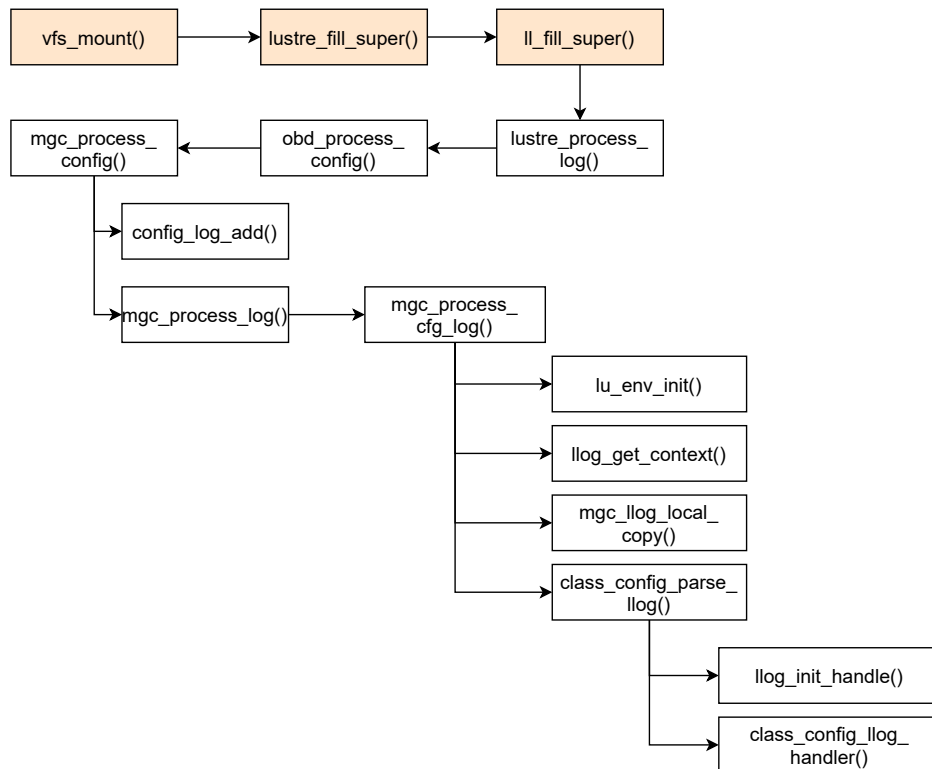 vfs_mount()
lustre_fill_super()
ll_fill_super()
mgc_process_
config()
obd_process_
config()
lustre_process_
log()
config_log_add()
mgc_process_log()
mgc_process_
cfg_log()
lu_env_init()
llog_get_context()
mgc_llog_local_
copy()
class_config_parse_
llog()
llog_init_handle()
class_config_llog_
handler()